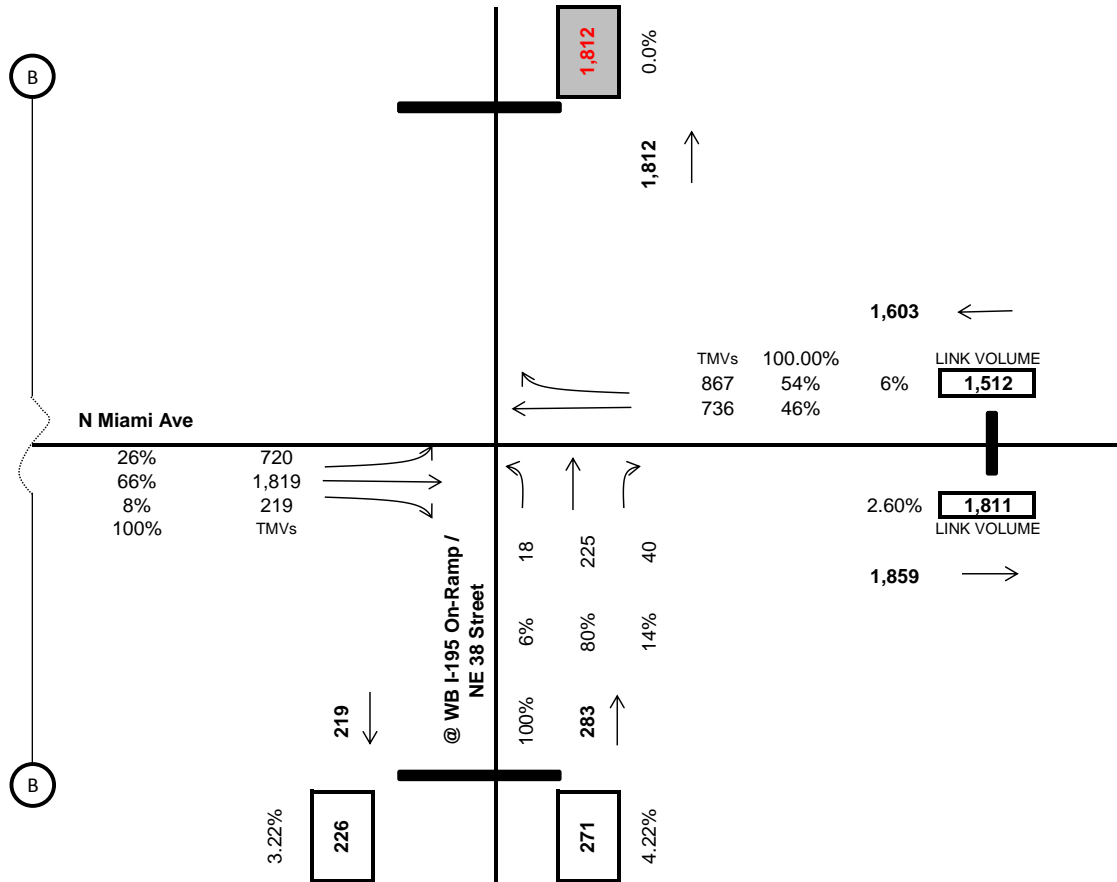 1,812
0.0%
B
1,812
1,603
TMVs 100.00% LINK VOLUME
867 54% 6% 1,512
736 46%
N Miami Ave
26% 720
66% 1,819
8% 219
100% TMVs
2.60% 1,811
LINK VOLUME
1,859
18 225 40
6% 80% 14%
100% 283
@ WB I-195 On-Ramp /
NE 38 Street
219
B
3.22% 226 271 4.22%